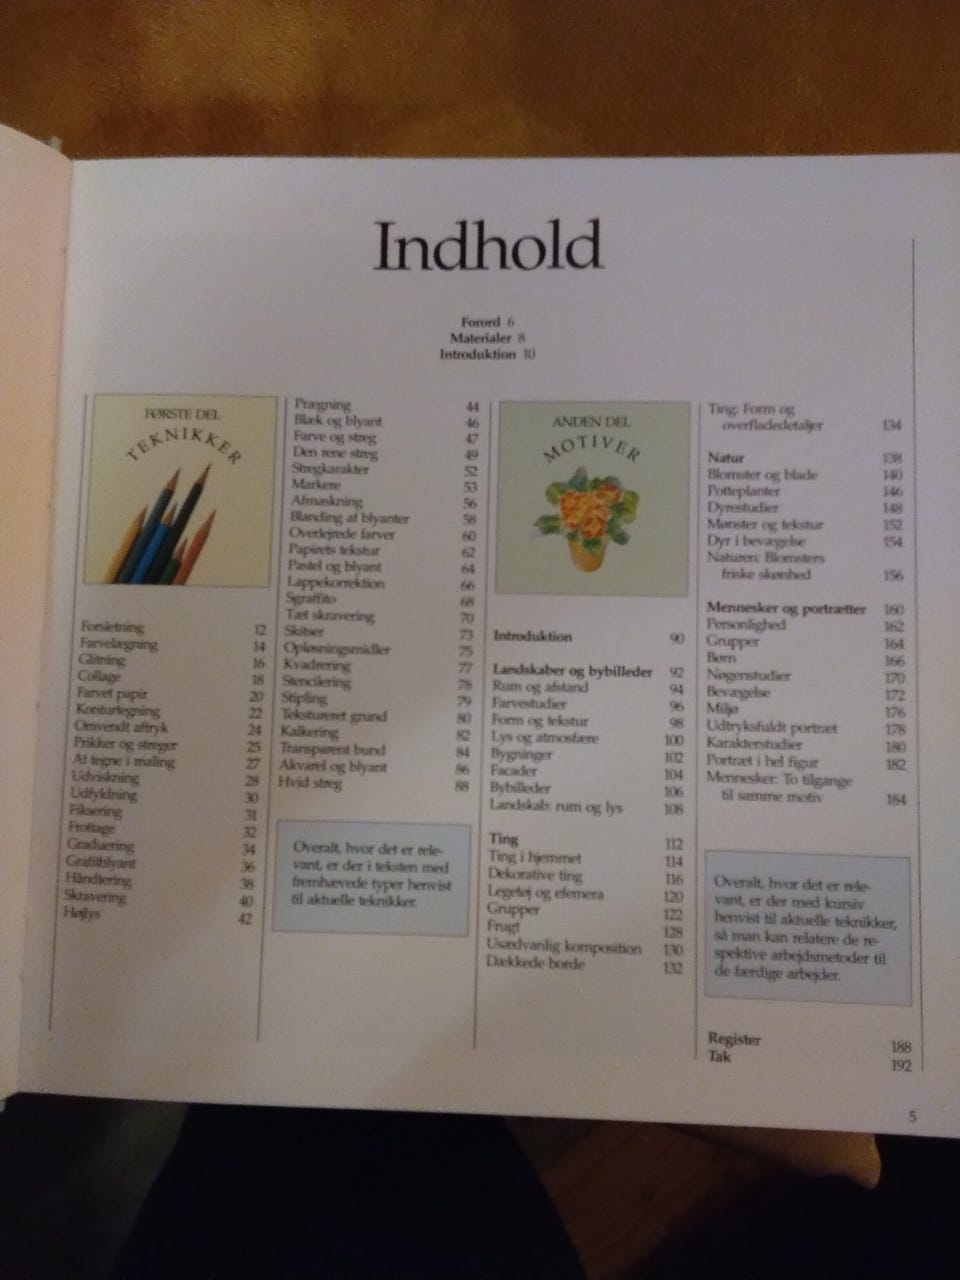 Indhold
Forord 6
Materialer 8
Introduktion 10
FØRSTE DEL
TEKNIKKER
Forsletning 12
Farvelægning 14
Glitning 16
Collage 18
Farvet papir 20
Konturtegning 22
Omvendt aftryk 24
Prikker og streger 25
At tegne i maling 27
Udviskning 28
Udfyldning 30
Fiksering 31
Frottage 32
Graduering 34
Grafitblyant 36
Håndtering 38
Skravering 40
Højlys 42
Prægning 44
Blæk og blyant 46
Farve og streg 47
Den rene streg 49
Stregkarakter 52
Markere 53
Afmaskning 56
Blanding af blyanter 58
Overlejrede farver 60
Papirets tekstur 62
Pastel og blyant 64
Lappekorrektion 66
Sgraffito 68
Tæt skravering 70
Skitser 73
Opløsningsmidler 75
Kvadrering 77
Stencilering 78
Stipling 79
Tekstureret grund 80
Kalkering 82
Transparent bund 84
Akvarel og blyant 86
Hvid streg 88
Overalt, hvor det er rele-
vant, er der i teksten med
fremhævede typer henvist
til aktuelle teknikker.
ANDEN DEL
MOTIVER
Introduktion 90
Landskaber og bybilleder 92
Rum og afstand 94
Farvestudier 96
Form og tekstur 98
Lys og atmosfære 100
Bygninger 102
Facader 104
Bybilleder 106
Landskab: rum og lys 108
Ting 112
Ting i hjemmet 114
Dekorative ting 116
Legetøj og efemera 120
Grupper 122
Frugt 128
Usædvanlig komposition 130
Dækkede borde 132
Ting: Form og
overfladedetaljer 134
Natur 138
Blomster og blade 140
Potteplanter 146
Dyrestudier 148
Mønster og tekstur 152
Dyr i bevægelse 154
Naturen: Blomsters
friske skønhed 156
Mennesker og portrætter 160
Personlighed 162
Grupper 164
Børn 166
Nøgenstudier 170
Bevægelse 172
Miljø 176
Udtryksfuldt portræt 178
Karakterstudier 180
Portræt i hel figur 182
Mennesker: To tilgange
til samme motiv 184
Overalt, hvor det er rele-
vant, er der med kursiv
henvist til aktuelle teknikker,
så man kan relatere de re-
spektive arbejdsmetoder til
de færdige arbejder.
Register 188
Tak 192
5